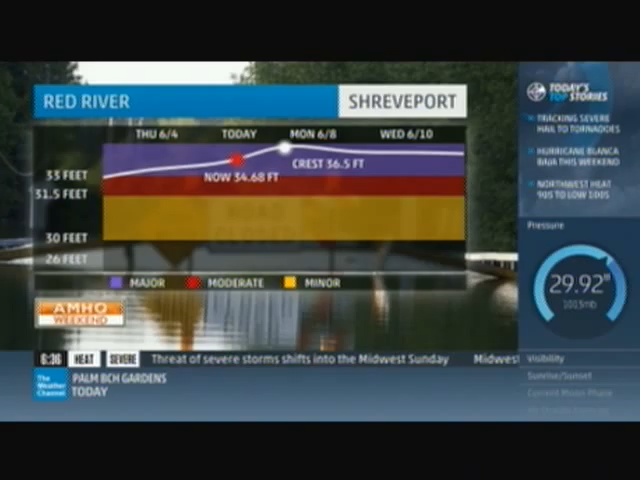 RED RIVER
SHREVEPORT
THU 6/4
TODAY
MON 6/8
WED 6/10
33 FEET
31.5 FEET
30 FEET
26 FEET
NOW 34.68 FT
CREST 36.5 FT
MAJOR
MODERATE
MINOR
AMHQ
WEEKEND
6:36
HEAT
SEVERE
Threat of severe storms shifts into the Midwest Sunday
Midwest
The
Weather
Channel
PALM BCH GARDENS
TODAY
TODAY'S
TOP STORIES
TRACKING SEVERE
HAIL TO TORNADOES
HURRICANE BLANCA
BAJA THIS WEEKEND
NORTHWEST HEAT
90S TO LOW 100S
Pressure
29.92"
1013mb
Visibility
Sunrise/Sunset
Current Moon Phase